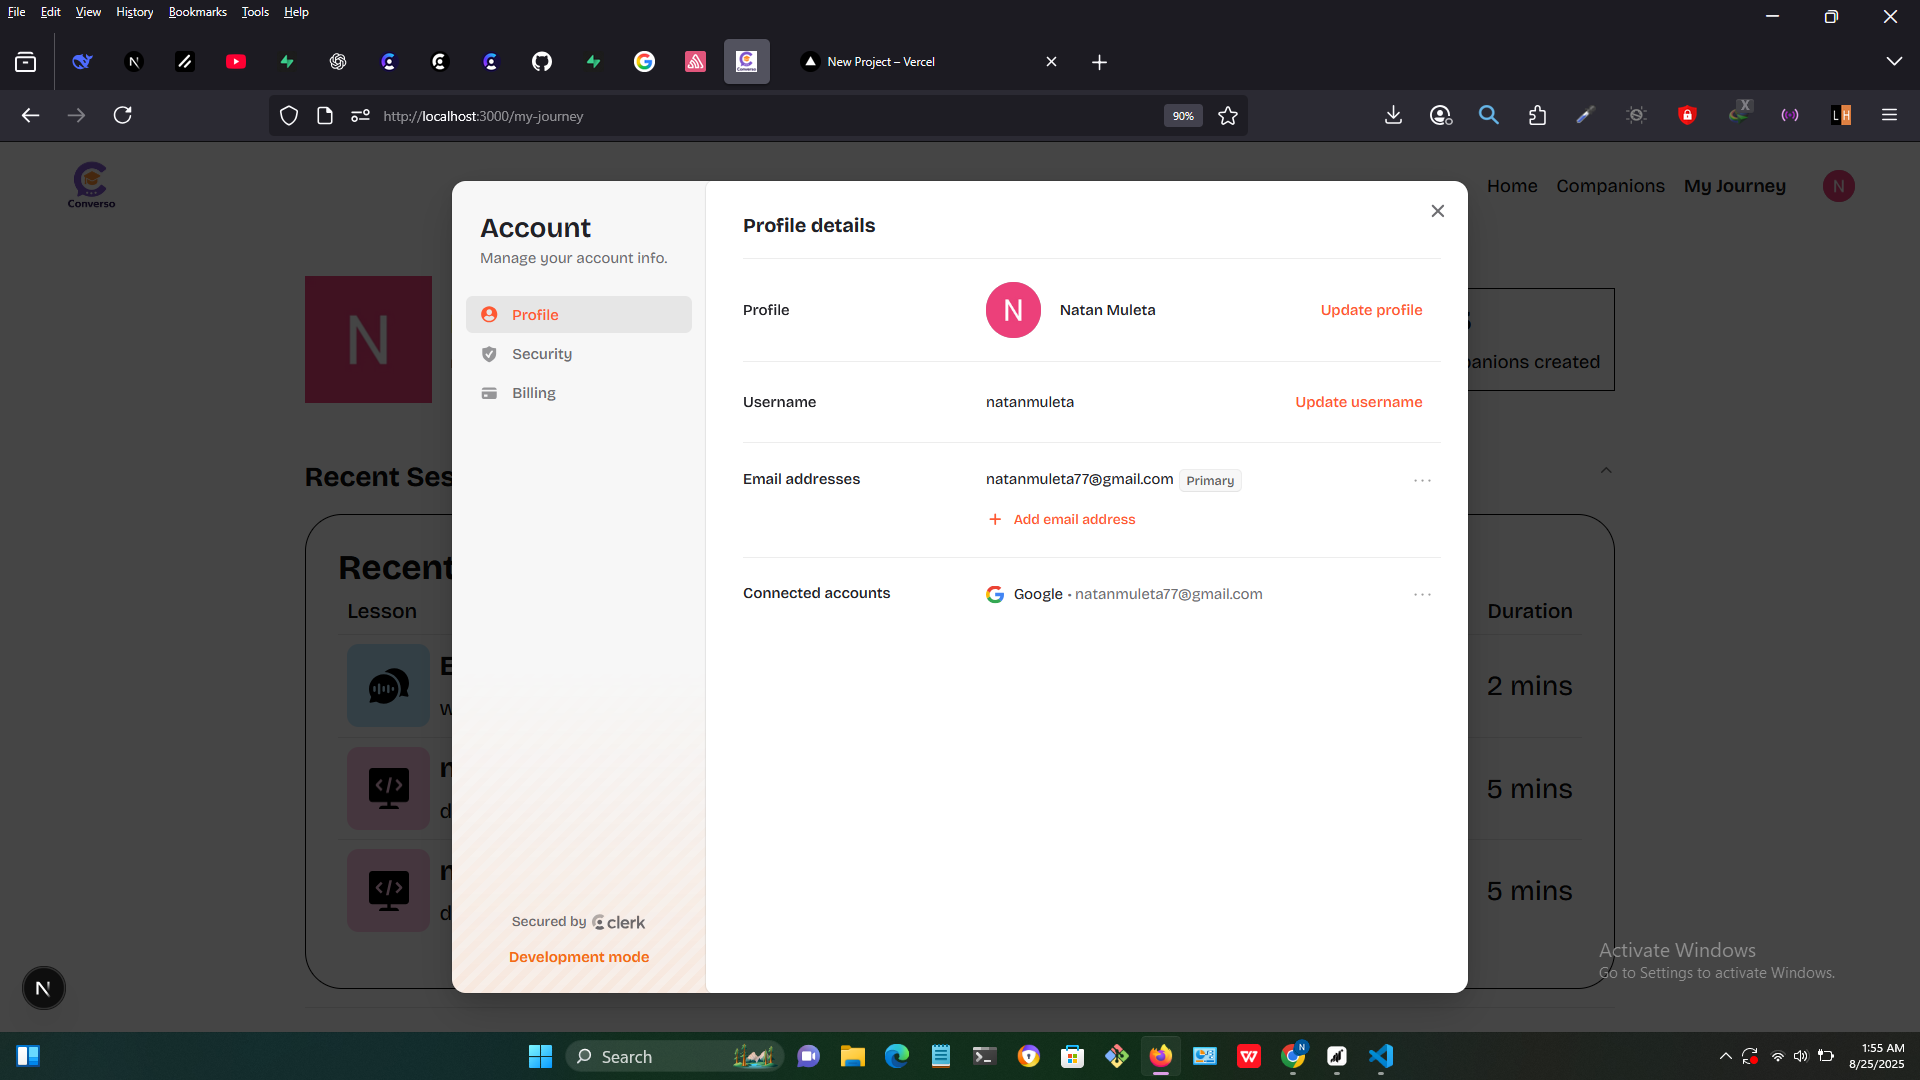 File Edit View History Bookmarks Tools Help
New Project – Vercel
http://localhost:3000/my-journey
90%
Converso
Home Companions My Journey N
Account
Manage your account info.
Profile
Security
Billing
Secured by clerk
Development mode
Profile details
Profile N Natan Muleta Update profile
Username natanmuleta Update username
Email addresses natanmuleta77@gmail.com Primary
Add email address
Connected accounts Google • natanmuleta77@gmail.com
N
panions created
Recent Ses
Recent
Lesson Duration
2 mins
5 mins
5 mins
Activate Windows
Go to Settings to activate Windows.
N
Search
1:55 AM
8/25/2025